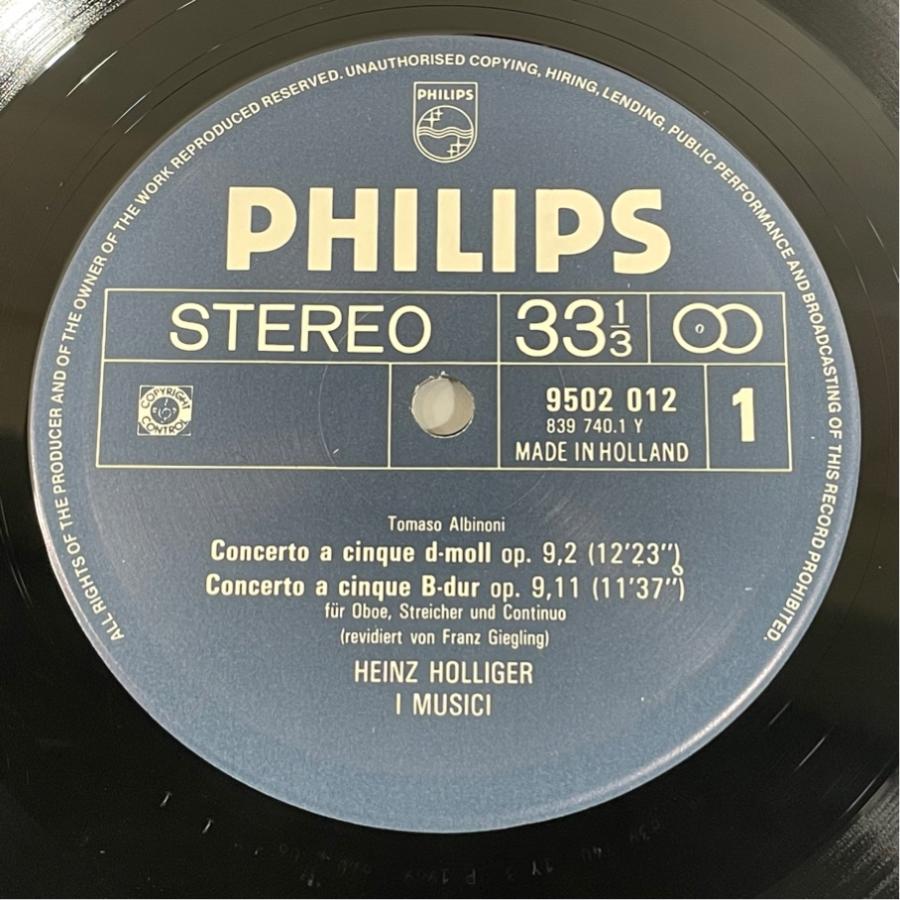 ALL RIGHTS OF THE PRODUCER AND OF THE OWNER OF THE WORK REPRODUCED RESERVED. UNAUTHORISED COPYING, HIRING, LENDING, PUBLIC PERFORMANCE AND BROADCASTING OF THIS RECORD PROHIBITED.
PHILIPS
PHILIPS
STEREO
33 1/3
COPYRIGHT
CONTROL
9502 012
839 740.1 Y
MADE IN HOLLAND
1
Tomaso Albinoni
Concerto a cinque d-moll op. 9,2 (12'23")
Concerto a cinque B-dur op. 9,11 (11'37")
für Oboe, Streicher und Continuo
(revidiert von Franz Giegling)
HEINZ HOLLIGER
I MUSICI